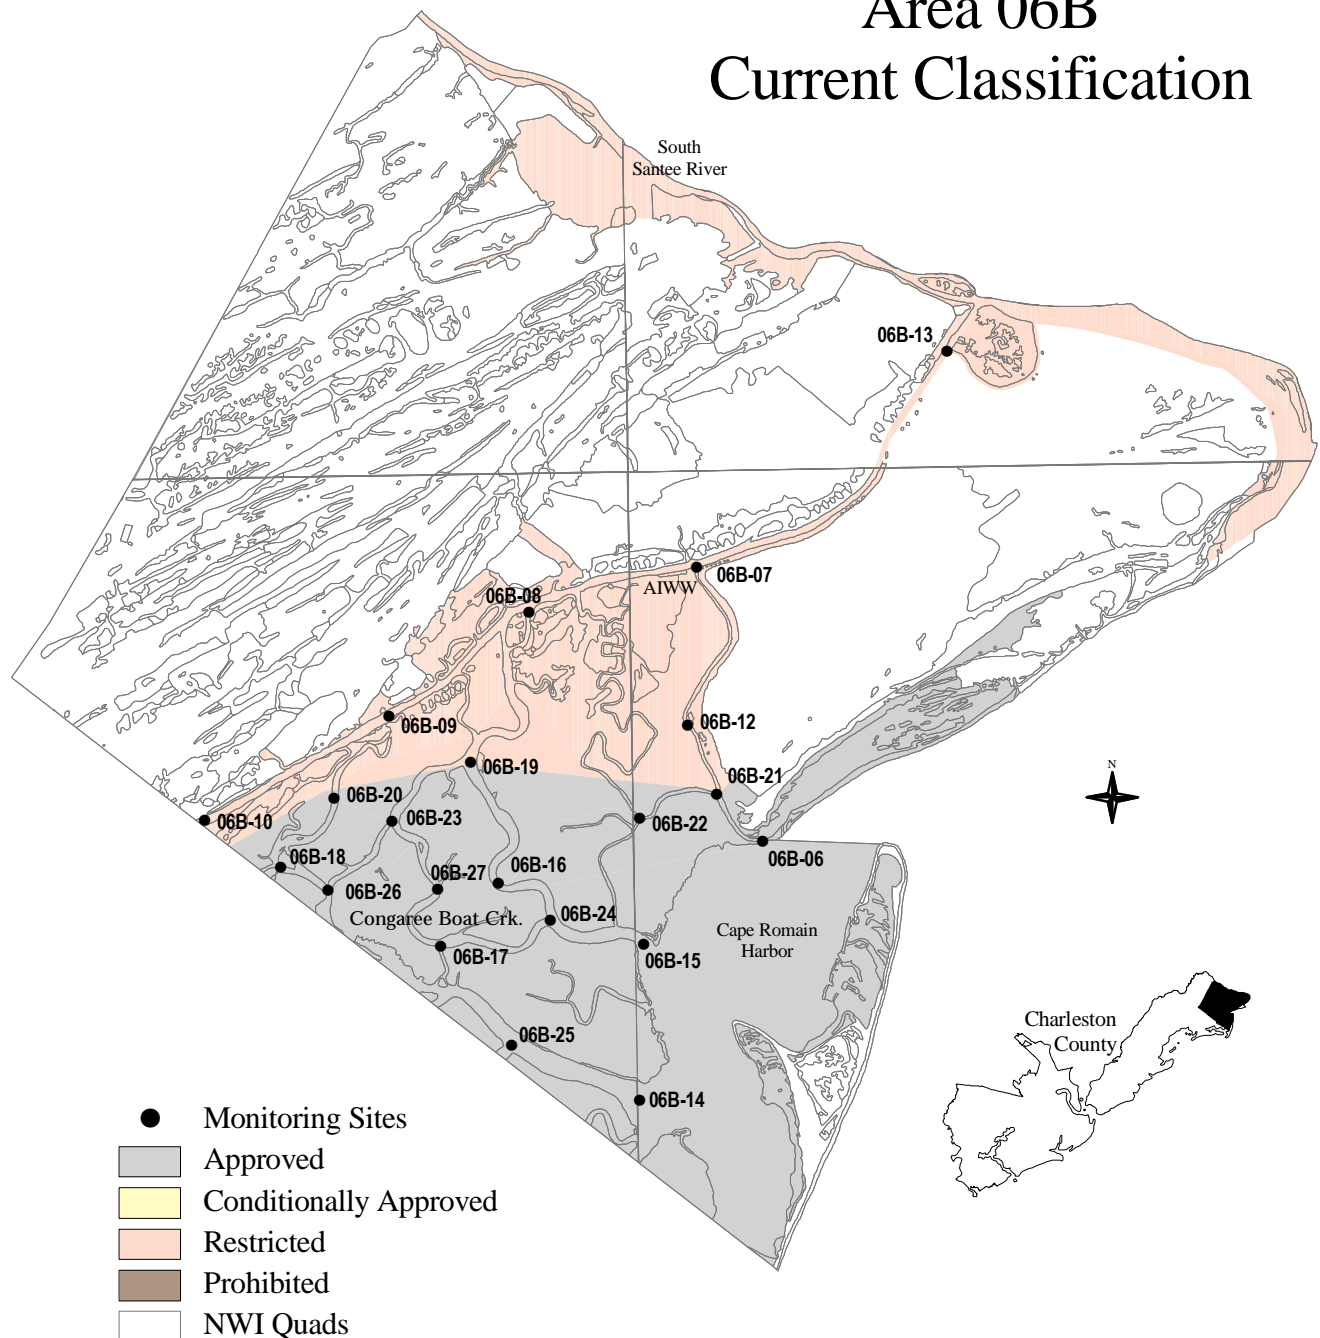 Area 06B
Current Classification
South
Santee River
06B-13
06B-07
AIWW
06B-08
06B-12
06B-09
06B-19
06B-21
06B-20
06B-10
06B-23
06B-22
06B-06
06B-18
06B-16
06B-27
06B-26
06B-24
Congaree Boat Crk.
Cape Romain
Harbor
06B-17
06B-15
06B-25
06B-14
N
Charleston
County
Monitoring Sites
Approved
Conditionally Approved
Restricted
Prohibited
NWI Quads